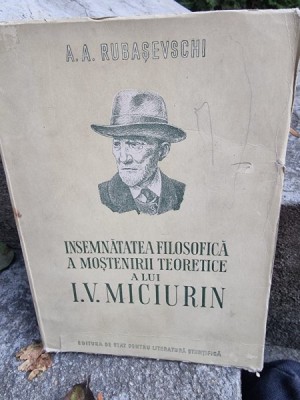 A. A. RUBAȘEVSCHI
INSEMNĂTATEA FILOSOFICĂ
A MOȘTENIRII TEORETICE
A LUI
I.V. MICIURIN
EDITURA DE STAT PENTRU LITERATURĂ ȘTIINȚIFICĂ